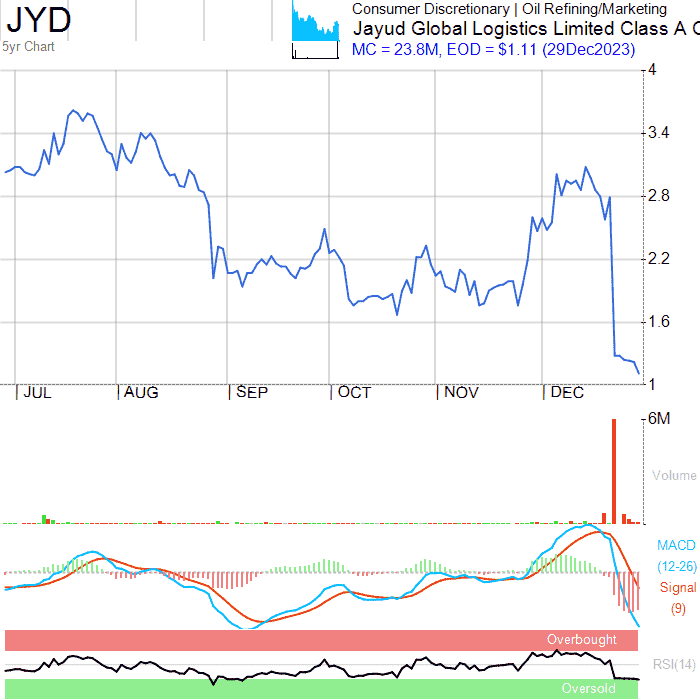 JYD
5yr Chart
Consumer Discretionary | Oil Refining/Marketing
Jayud Global Logistics Limited Class A
MC = 23.8M, EOD = $1.11 (29Dec2023)
4
3.4
2.8
2.2
1.6
1
JUL AUG SEP OCT NOV DEC
6M
Volume
MACD
(12-26)
Signal
(9)
Overbought
RSI(14)
Oversold